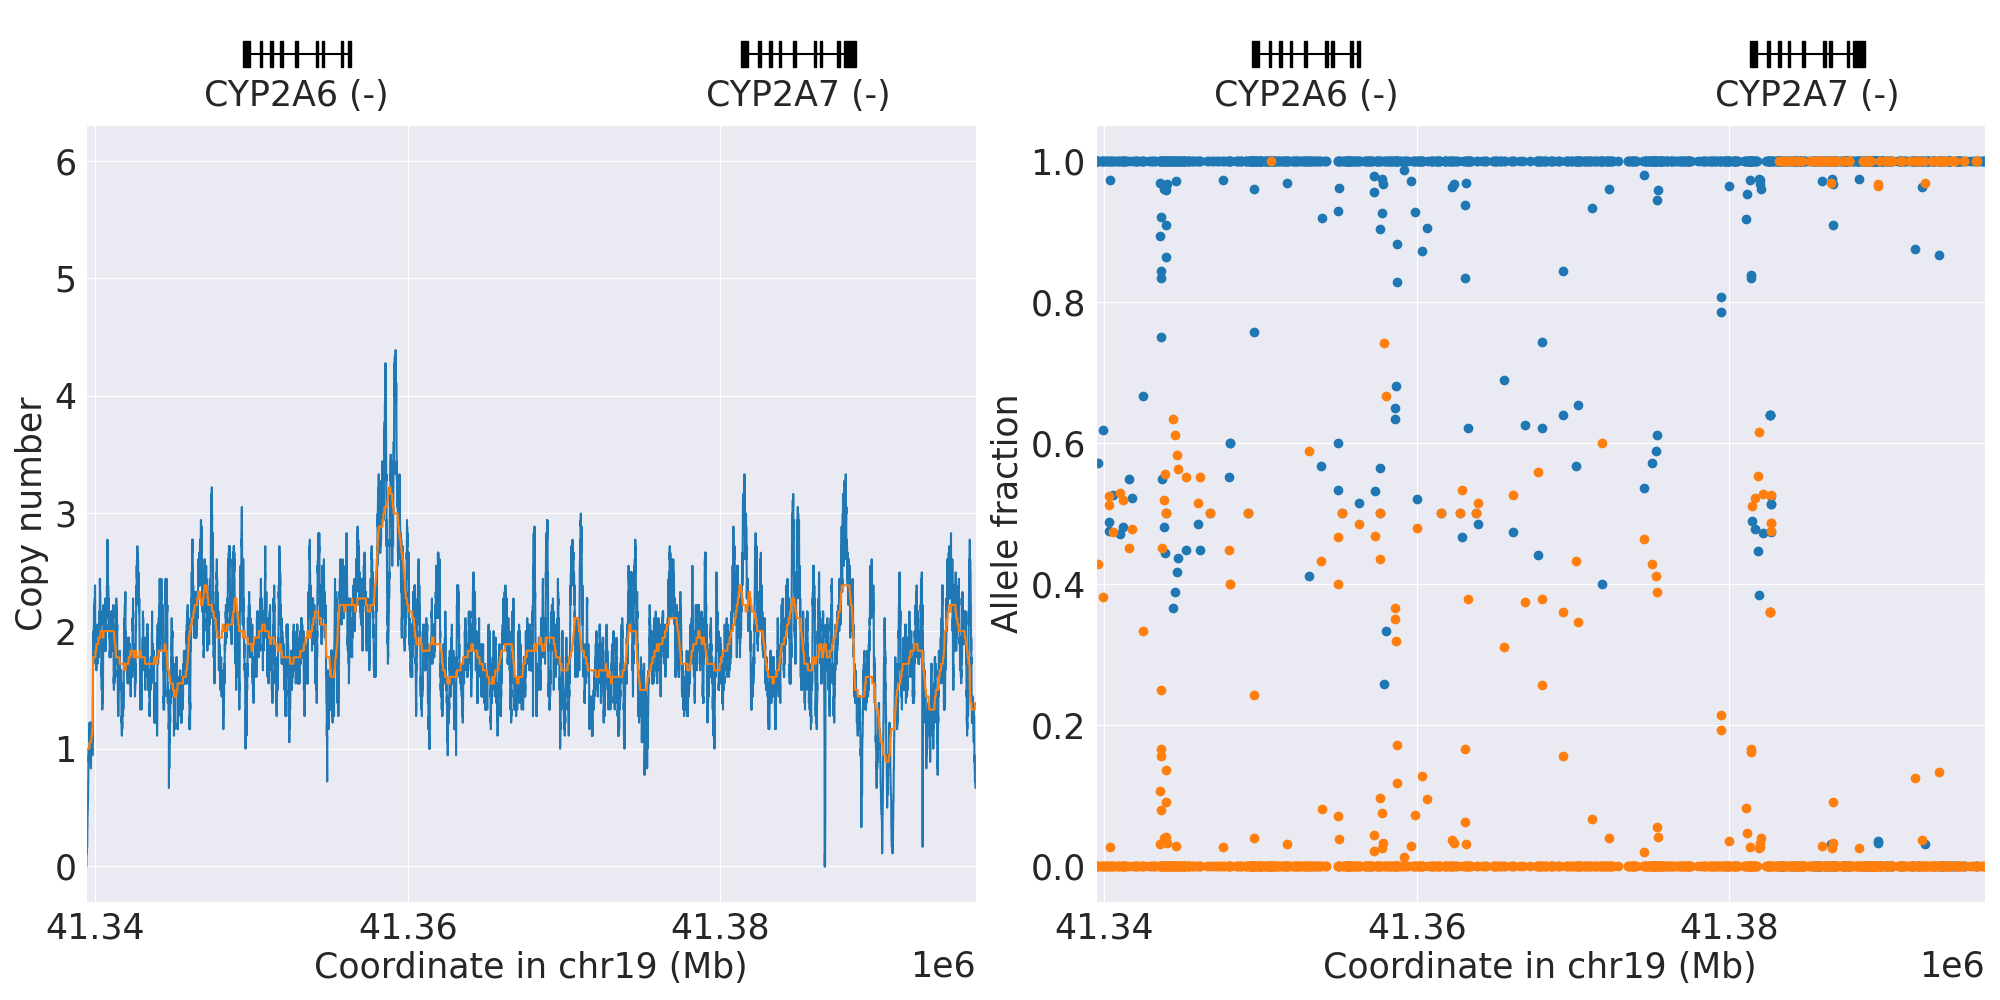 CYP2A6 (-)
CYP2A7 (-)
6
5
4
3
2
1
0
Copy number
41.34
41.36
41.38
Coordinate in chr19 (Mb)
1e6
CYP2A6 (-)
CYP2A7 (-)
1.0
0.8
0.6
0.4
0.2
0.0
Allele fraction
41.34
41.36
41.38
Coordinate in chr19 (Mb)
1e6